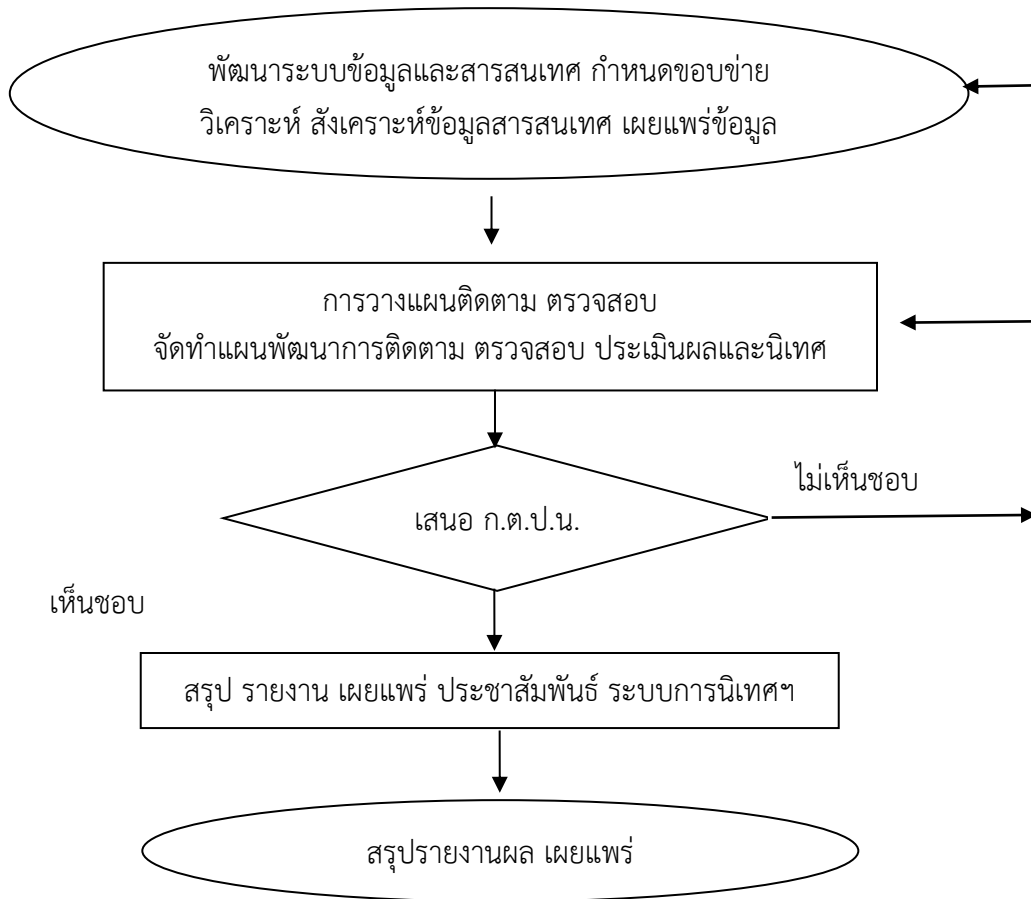 พัฒนาระบบข้อมูลและสารสนเทศ กำหนดขอบข่าย
วิเคราะห์ สังเคราะห์ข้อมูลสารสนเทศ เผยแพร่ข้อมูล
การวางแผนติดตาม ตรวจสอบ
จัดทำแผนพัฒนาการติดตาม ตรวจสอบ ประเมินผลและนิเทศ
ไม่เห็นชอบ
เสนอ ก.ต.ป.น.
เห็นชอบ
สรุป รายงาน เผยแพร่ ประชาสัมพันธ์ ระบบการนิเทศฯ
สรุปรายงานผล เผยแพร่